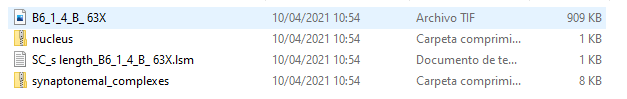 B6_1_4_B_ 63X 10/04/2021 10:54 Archivo TIF 909 KB
nucleus 10/04/2021 10:54 Carpeta comprimi... 1 KB
SC_s length_B6_1_4_B_ 63X.lsm 10/04/2021 10:54 Documento de te... 1 KB
synaptonemal_complexes 10/04/2021 10:54 Carpeta comprimi... 8 KB